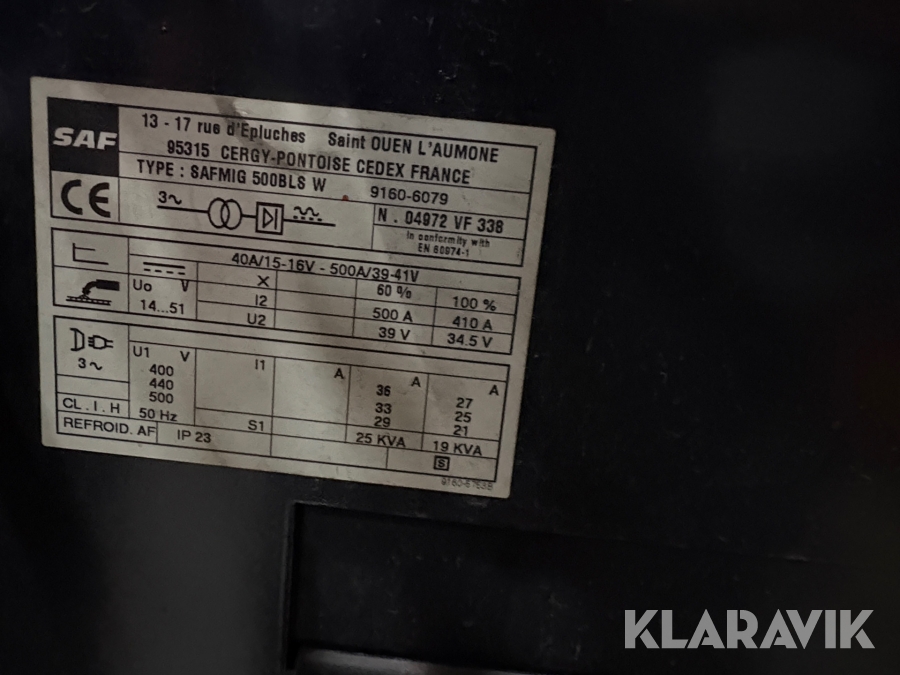 SAF
13 - 17 rue d'Epluches Saint OUEN L'AUMONE
95315 CERGY-PONTOISE CEDEX FRANCE
TYPE : SAFMIG 500BLS W 9160-6079
CE
3~
N . 04972 VF 338
In conformity with
EN 60974-1
40A/15-16V - 500A/39-41V
Uo V
14...51
X 60 % 100 %
I2 500 A 410 A
U2 39 V 34.5 V
3~
U1 V
400
440
500
50 Hz
I1 A A A
36 27
33 25
29 21
S1 25 KVA 19 KVA
CL . I . H
REFROID. AF IP 23
S
KLARAVIK